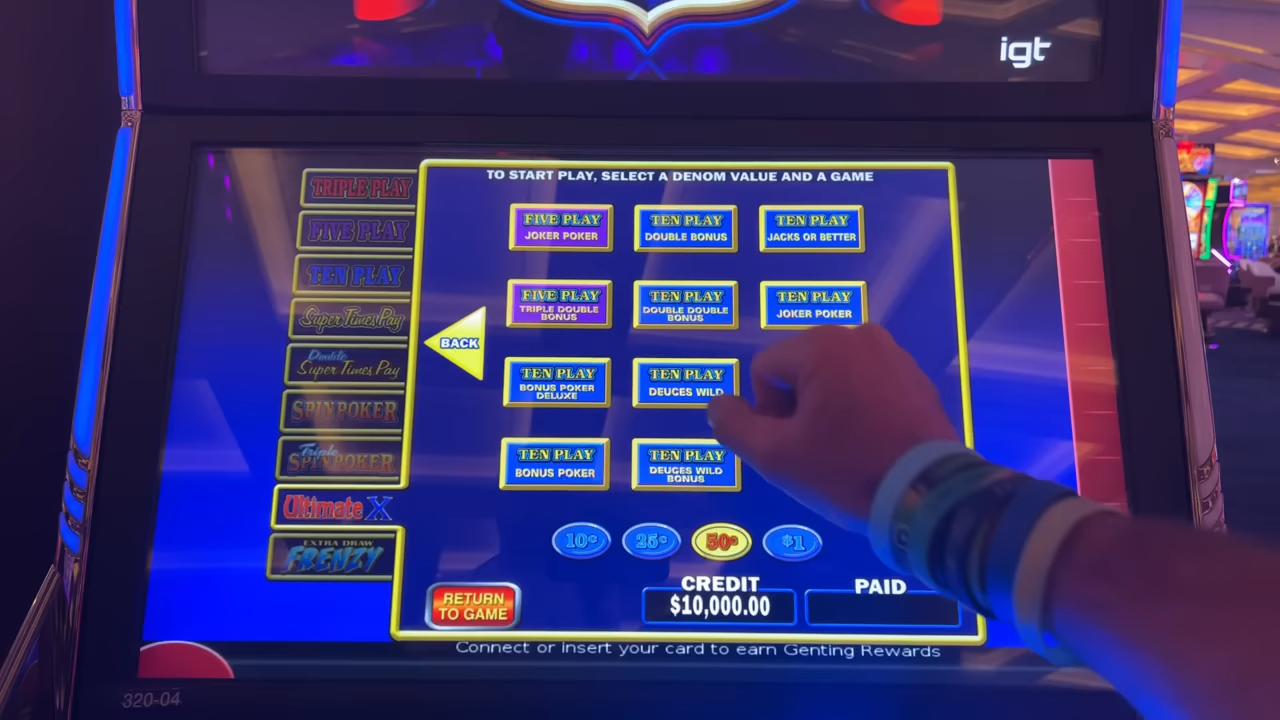 igt
TO START PLAY, SELECT A DENOM VALUE AND A GAME
TRIPLE PLAY
FIVE PLAY
TEN PLAY
Super Times Pay
Double
Super Times Pay
SPIN POKER
Triple
SPIN POKER
Ultimate X
EXTRA DRAW
FRENZY
FIVE PLAY
JOKER POKER
TEN PLAY
DOUBLE BONUS
TEN PLAY
JACKS OR BETTER
FIVE PLAY
TRIPLE DOUBLE
BONUS
TEN PLAY
DOUBLE DOUBLE
BONUS
TEN PLAY
JOKER POKER
BACK
TEN PLAY
BONUS POKER
DELUXE
TEN PLAY
DEUCES WILD
TEN PLAY
BONUS POKER
TEN PLAY
DEUCES WILD
BONUS
10¢
25¢
50¢
$1
RETURN
TO GAME
CREDIT
$10,000.00
PAID
Connect or insert your card to earn Genting Rewards
320-04